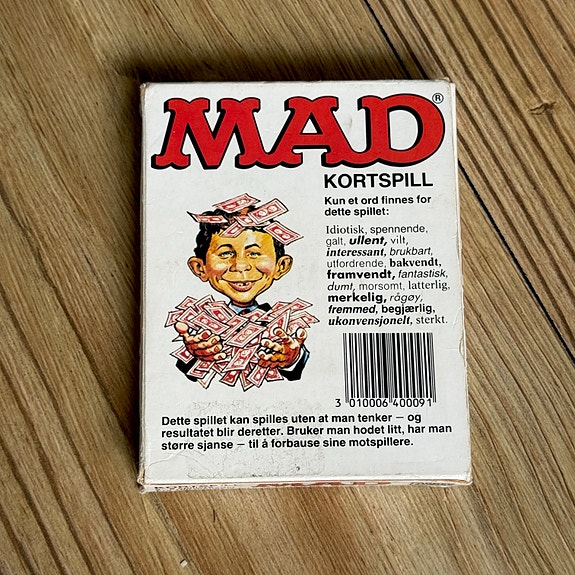 MAD®
KORTSPILL
Kun et ord finnes for
dette spillet:
Idiotisk, spennende,
galt, ullent, vilt,
interessant, brukbart,
utfordrende, bakvendt,
framvendt, fantastisk,
dumt, morsomt, latterlig,
merkelig, rågøy,
fremmed, begjærlig,
ukonvensjonelt, sterkt.
3 010006 400091
Dette spillet kan spilles uten at man tenker – og
resultatet blir deretter. Bruker man hodet litt, har man
større sjanse – til å forbause sine motspillere.